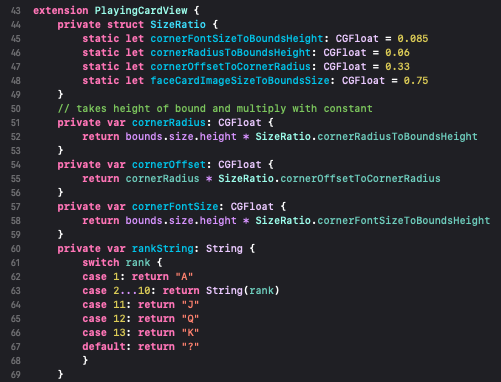 43 extension PlayingCardView {
44     private struct SizeRatio {
45         static let cornerFontSizeToBoundsHeight: CGFloat = 0.085
46         static let cornerRadiusToBoundsHeight: CGFloat = 0.06
47         static let cornerOffsetToCornerRadius: CGFloat = 0.33
48         static let faceCardImageSizeToBoundsSize: CGFloat = 0.75
49     }
50     // takes height of bound and multiply with constant
51     private var cornerRadius: CGFloat {
52         return bounds.size.height * SizeRatio.cornerRadiusToBoundsHeight
53     }
54     private var cornerOffset: CGFloat {
55         return cornerRadius * SizeRatio.cornerOffsetToCornerRadius
56     }
57     private var cornerFontSize: CGFloat {
58         return bounds.size.height * SizeRatio.cornerFontSizeToBoundsHeight
59     }
60     private var rankString: String {
61         switch rank {
62         case 1: return "A"
63         case 2...10: return String(rank)
64         case 11: return "J"
65         case 12: return "Q"
66         case 13: return "K"
67         default: return "?"
68         }
69     }